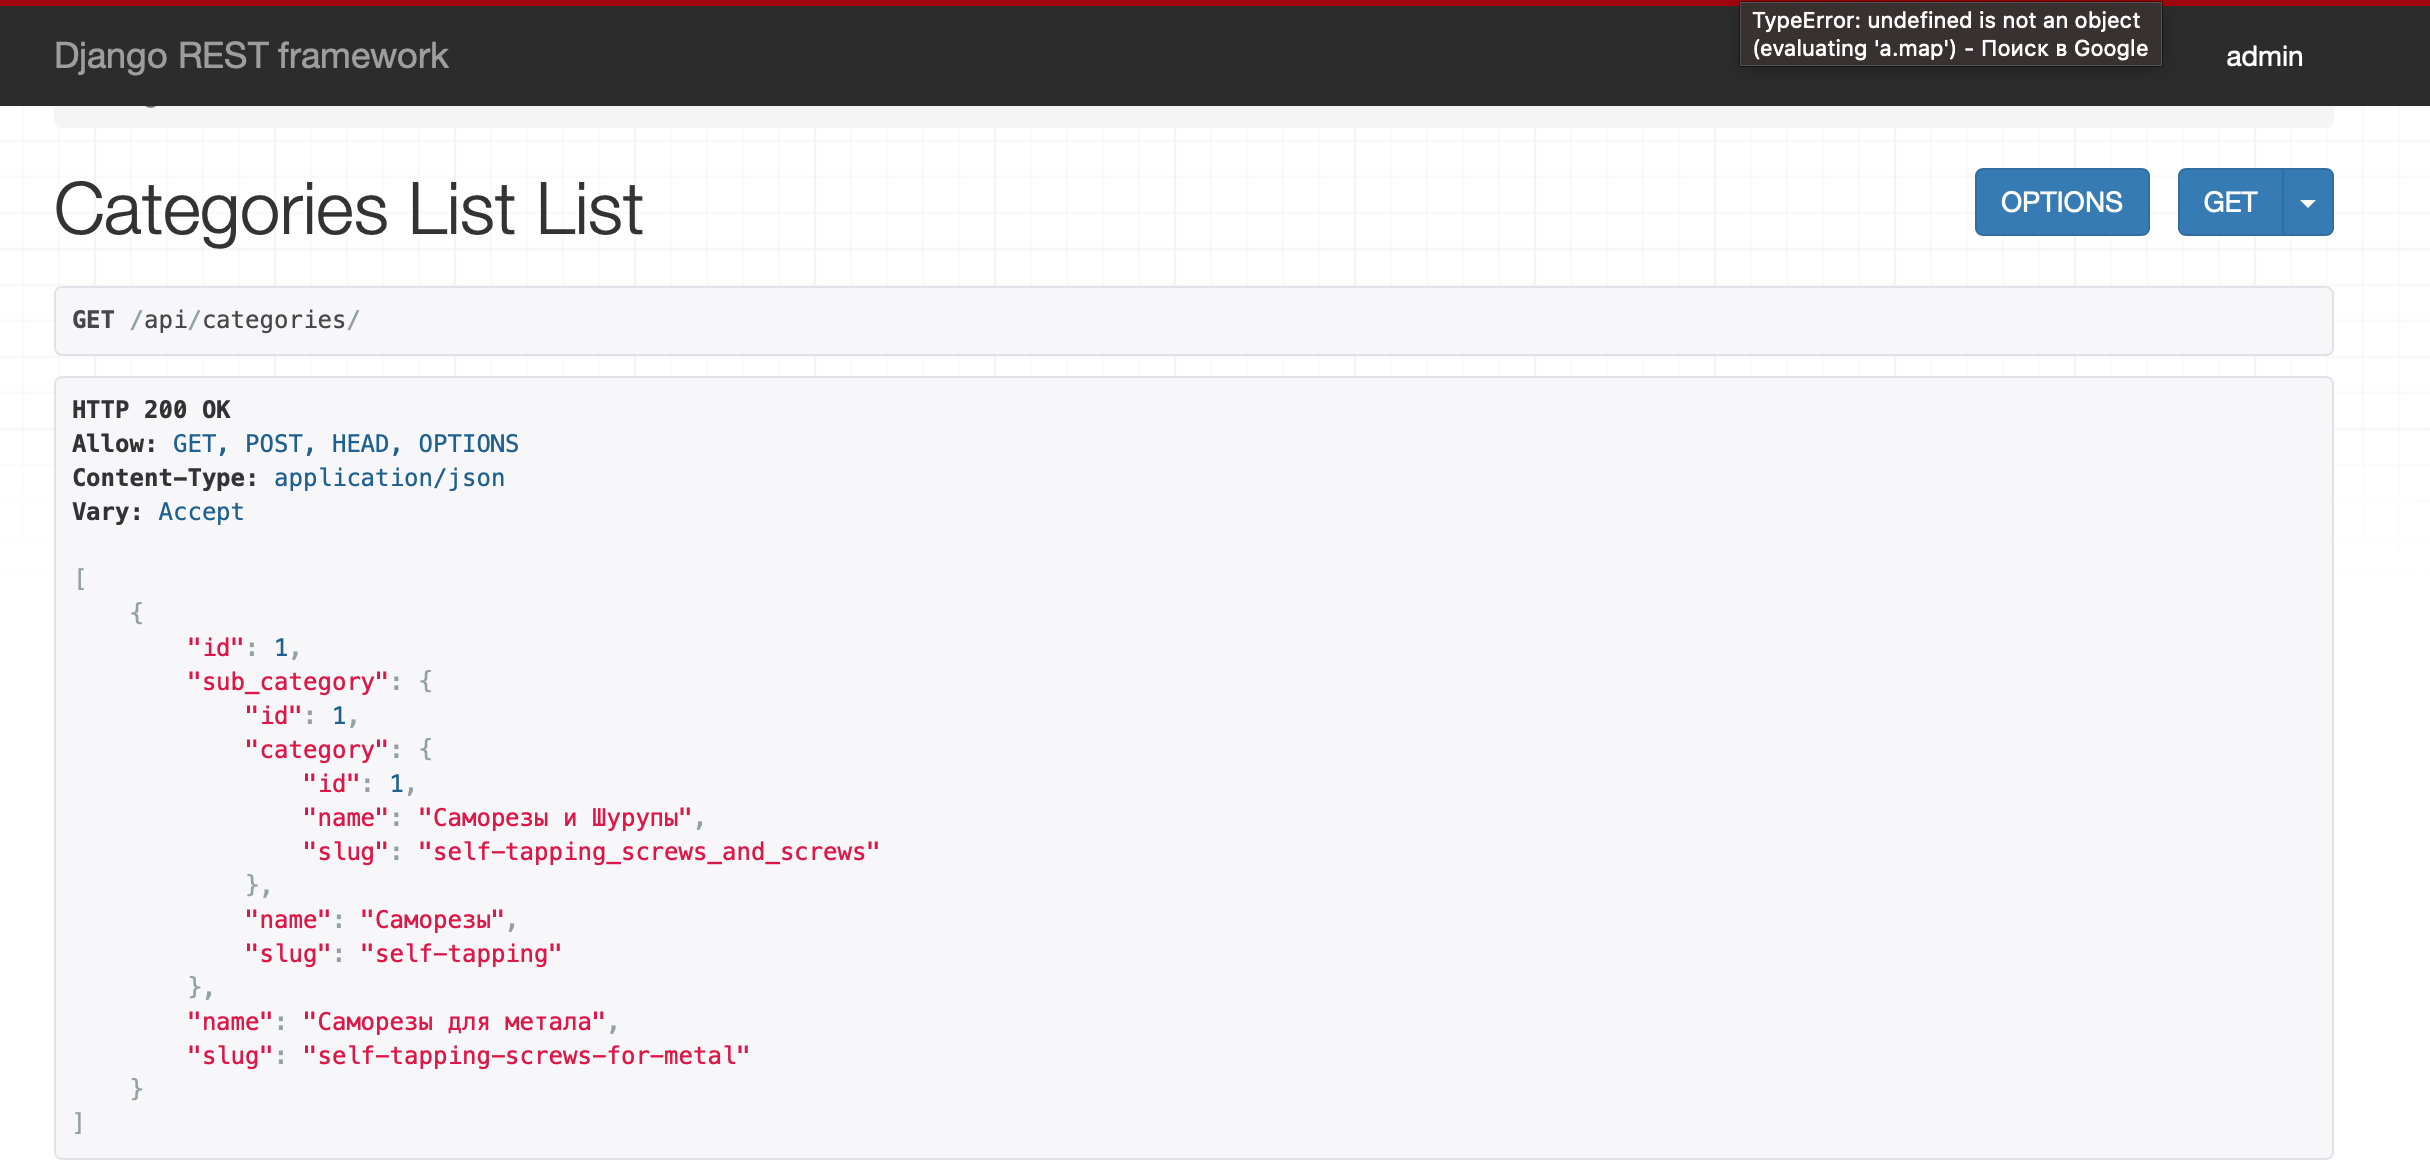 TypeError: undefined is not an object
(evaluating 'a.map') - Поиск в Google
Django REST framework
admin
Categories List List
OPTIONS
GET
GET /api/categories/
HTTP 200 OK
Allow: GET, POST, HEAD, OPTIONS
Content-Type: application/json
Vary: Accept
[
{
"id": 1,
"sub_category": {
"id": 1,
"category": {
"id": 1,
"name": "Саморезы и Шурупы",
"slug": "self-tapping_screws_and_screws"
},
"name": "Саморезы",
"slug": "self-tapping"
},
"name": "Саморезы для метала",
"slug": "self-tapping-screws-for-metal"
}
]